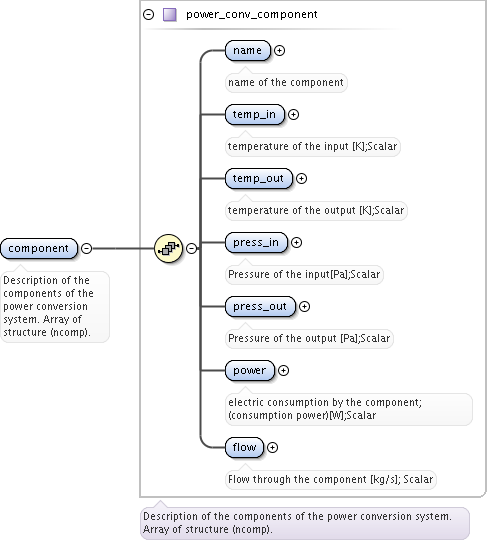 power_conv_component
name
name of the component
temp_in
temperature of the input [K];Scalar
temp_out
temperature of the output [K];Scalar
component
press_in
Description of the
components of the
power conversion
system. Array of
structure (ncomp).
Pressure of the input[Pa];Scalar
press_out
Pressure of the output [Pa];Scalar
power
electric consumption by the component;
(consumption power)[W];Scalar
flow
Flow through the component [kg/s]; Scalar
Description of the components of the power conversion system.
Array of structure (ncomp).